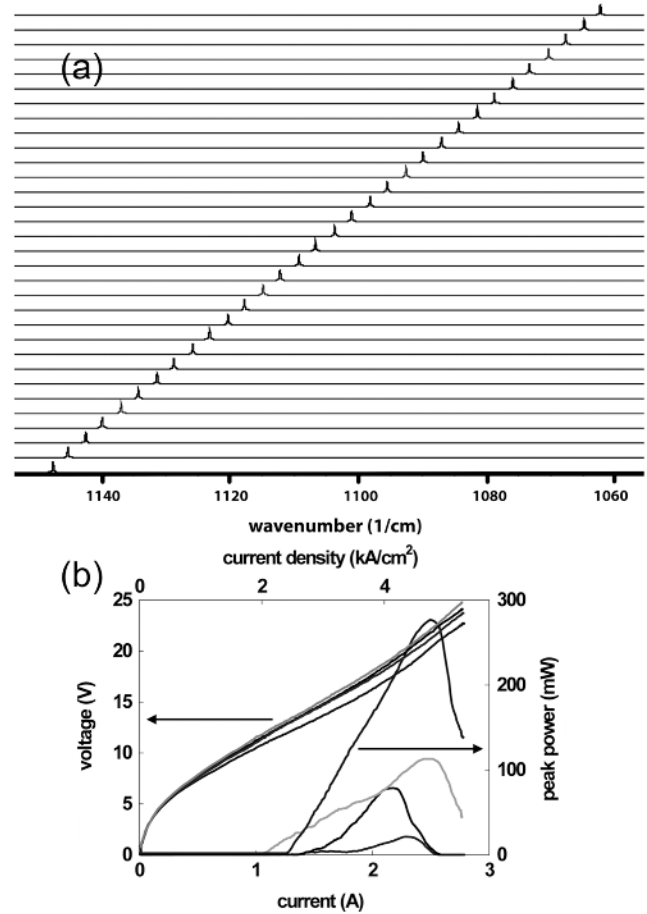 (a)
1140 1120 1100 1080 1060
wavenumber (1/cm)
(b)
current density (kA/cm²)
0 2 4
25 300
20
200
15
10
100
5
0 0
0 1 2 3
voltage (V)
peak power (mW)
current (A)